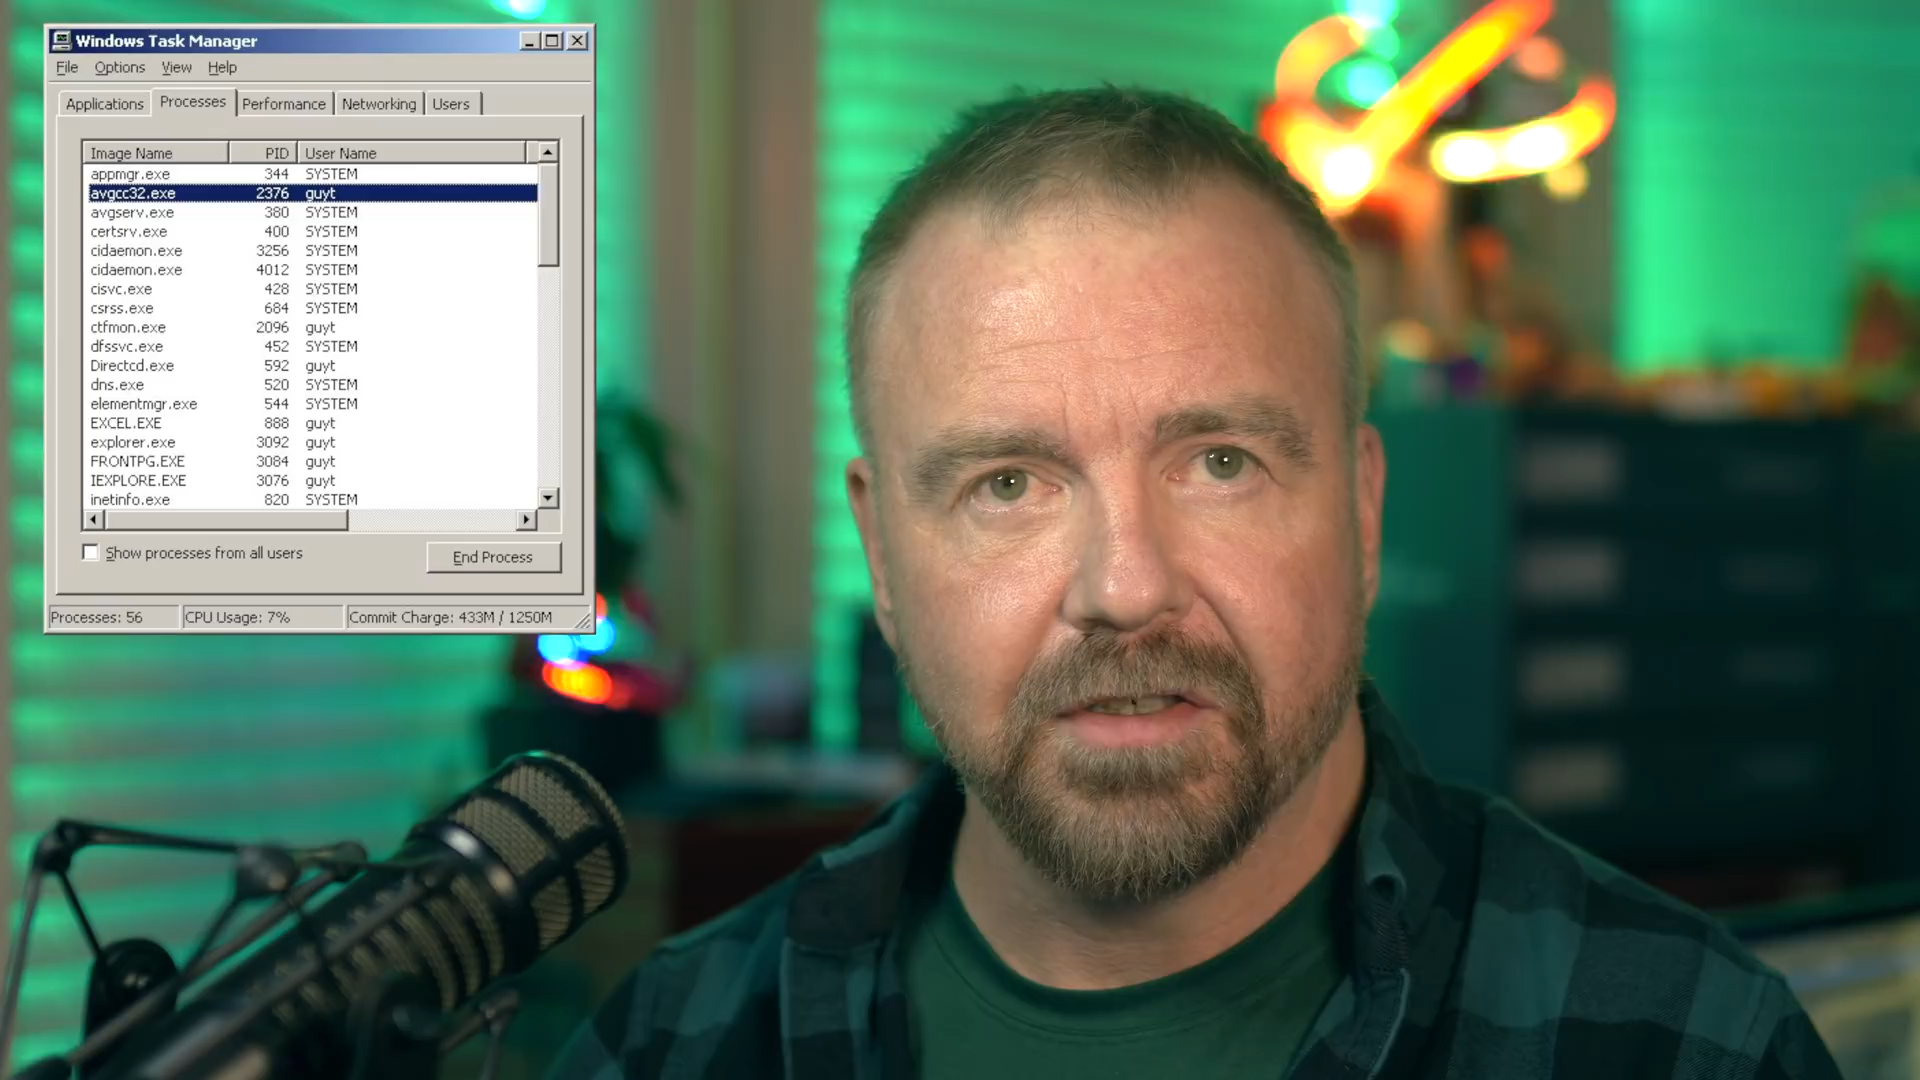 Windows Task Manager
File Options View Help
Applications Processes Performance Networking Users
Image Name PID User Name
appmgr.exe 344 SYSTEM
avgcc32.exe 2376 guyt
avgserv.exe 380 SYSTEM
certsrv.exe 400 SYSTEM
cidaemon.exe 3256 SYSTEM
cidaemon.exe 4012 SYSTEM
cisvc.exe 428 SYSTEM
csrss.exe 684 SYSTEM
ctfmon.exe 2096 guyt
dfssvc.exe 452 SYSTEM
Directcd.exe 592 guyt
dns.exe 520 SYSTEM
elementmgr.exe 544 SYSTEM
EXCEL.EXE 888 guyt
explorer.exe 3092 guyt
FRONTPG.EXE 3084 guyt
IEXPLORE.EXE 3076 guyt
inetinfo.exe 820 SYSTEM
Show processes from all users
End Process
Processes: 56 CPU Usage: 7% Commit Charge: 433M / 1250M